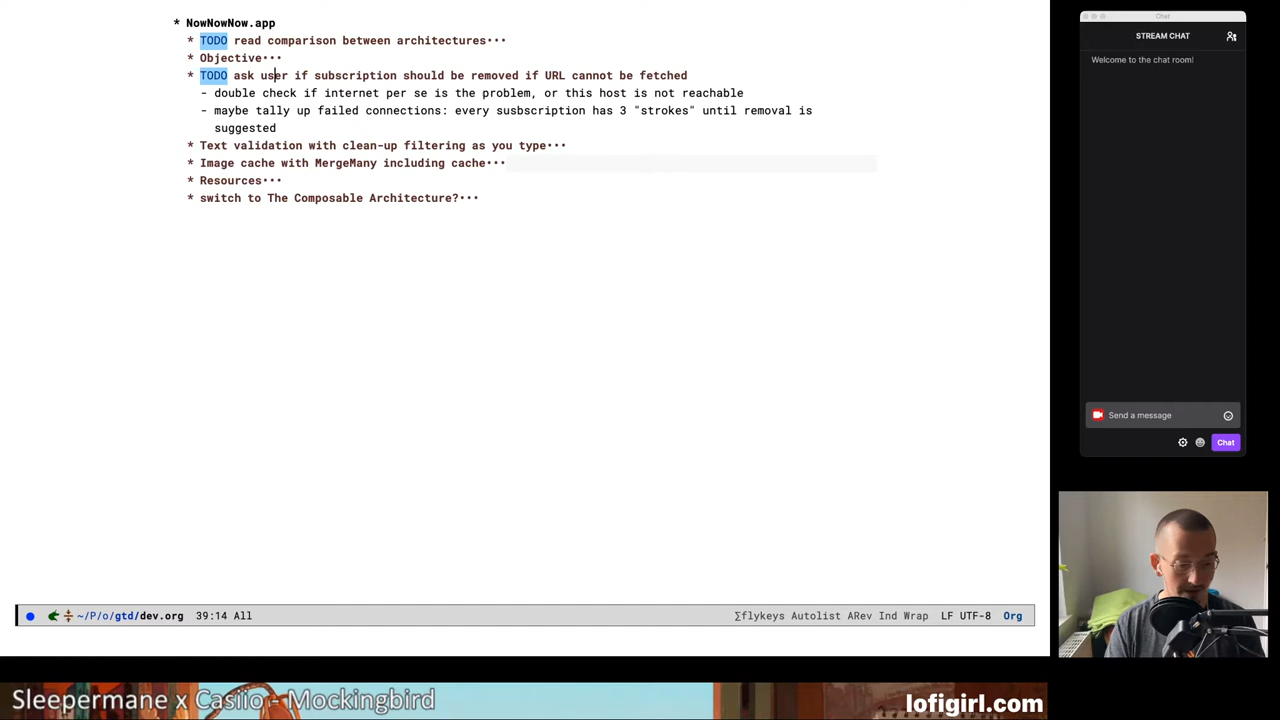 * NowNowNow.app
* TODO read comparison between architectures···
* Objective···
* TODO ask user if subscription should be removed if URL cannot be fetched
- double check if internet per se is the problem, or this host is not reachable
- maybe tally up failed connections: every susbscription has 3 "strokes" until removal is
suggested
* Text validation with clean-up filtering as you type···
* Image cache with MergeMany including cache···
* Resources···
* switch to The Composable Architecture?···
~/P/o/gtd/dev.org 39:14 All
∑flykeys Autolist ARev Ind Wrap LF UTF-8 Org
Chat
STREAM CHAT
Welcome to the chat room!
Send a message
Chat
Sleepermane x Casiio - Mockingbird
lofigirl.com